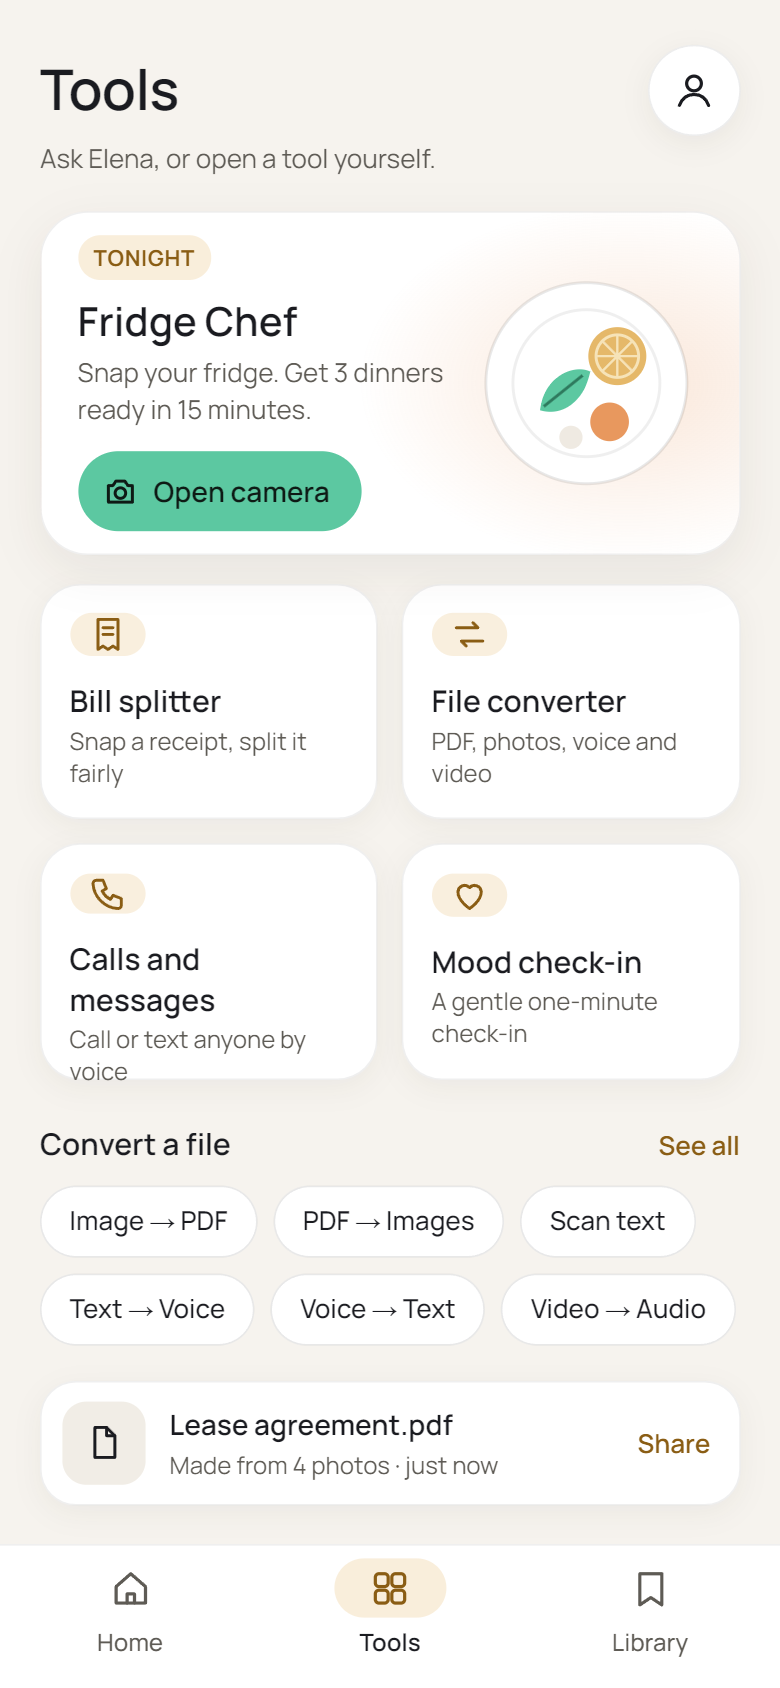 Tools
Ask Elena, or open a tool yourself.
TONIGHT
Fridge Chef
Snap your fridge. Get 3 dinners
ready in 15 minutes.
Open camera
Bill splitter
Snap a receipt, split it
fairly
File converter
PDF, photos, voice and
video
Calls and
messages
Call or text anyone by
voice
Mood check-in
A gentle one-minute
check-in
Convert a file
See all
Image → PDF
PDF → Images
Scan text
Text → Voice
Voice → Text
Video → Audio
Lease agreement.pdf
Made from 4 photos · just now
Share
Home
Tools
Library